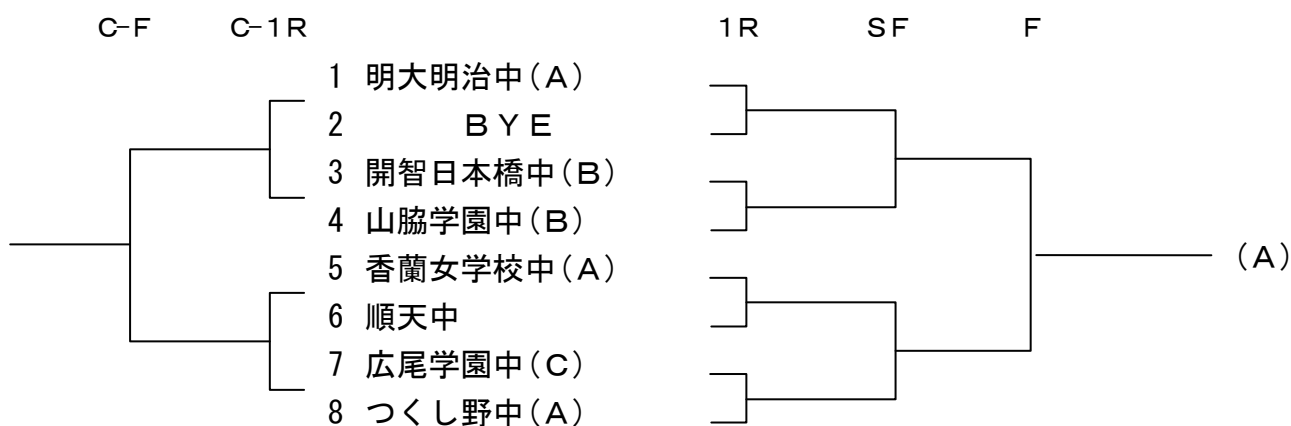 C-F C-1R 1R SF F
1 明大明治中(A)
2 BYE
3 開智日本橋中(B)
4 山脇学園中(B)
5 香蘭女学校中(A)
(A)
6 順天中
7 広尾学園中(C)
8 つくし野中(A)